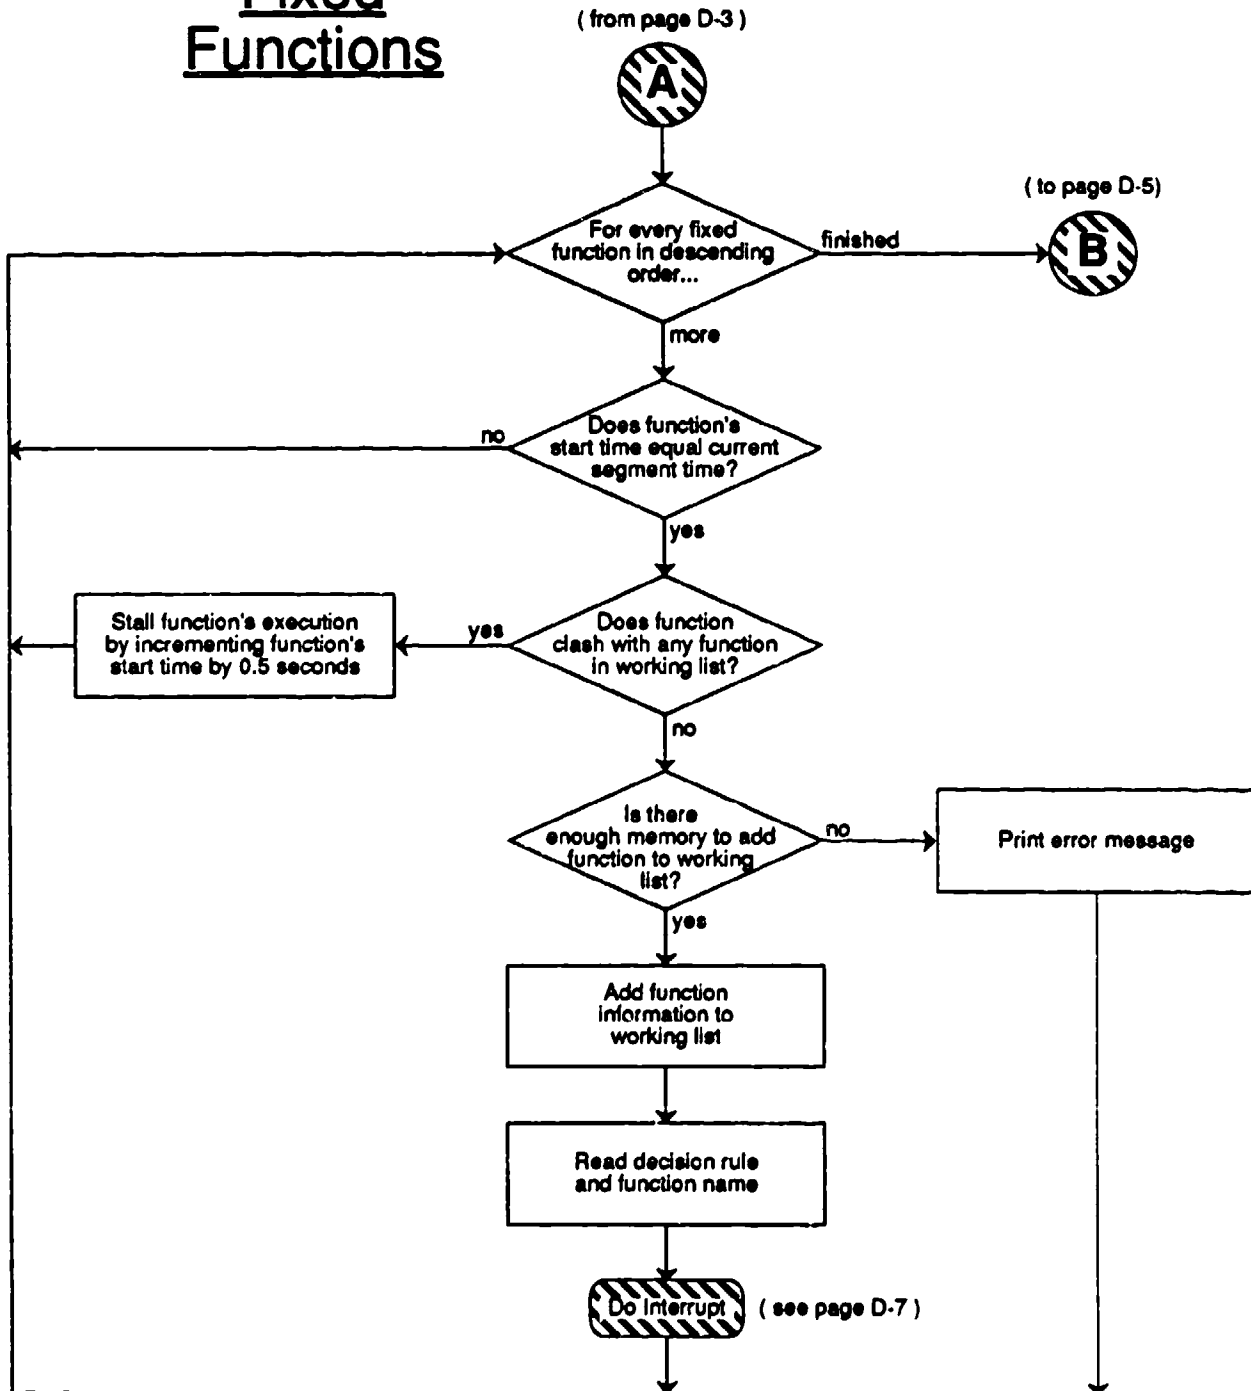 Fixed
Functions
( from page D-3 )
A
( to page D-5)
For every fixed
function in descending
order...
finished
B
more
Does function's
start time equal current
segment time?
no
yes
Does function
clash with any function
in working list?
yes
Stall function's execution
by incrementing function's
start time by 0.5 seconds
no
Is there
enough memory to add
function to working
list?
no
Print error message
yes
Add function
information to
working list
Read decision rule
and function name
Do Interrupt
( see page D-7 )